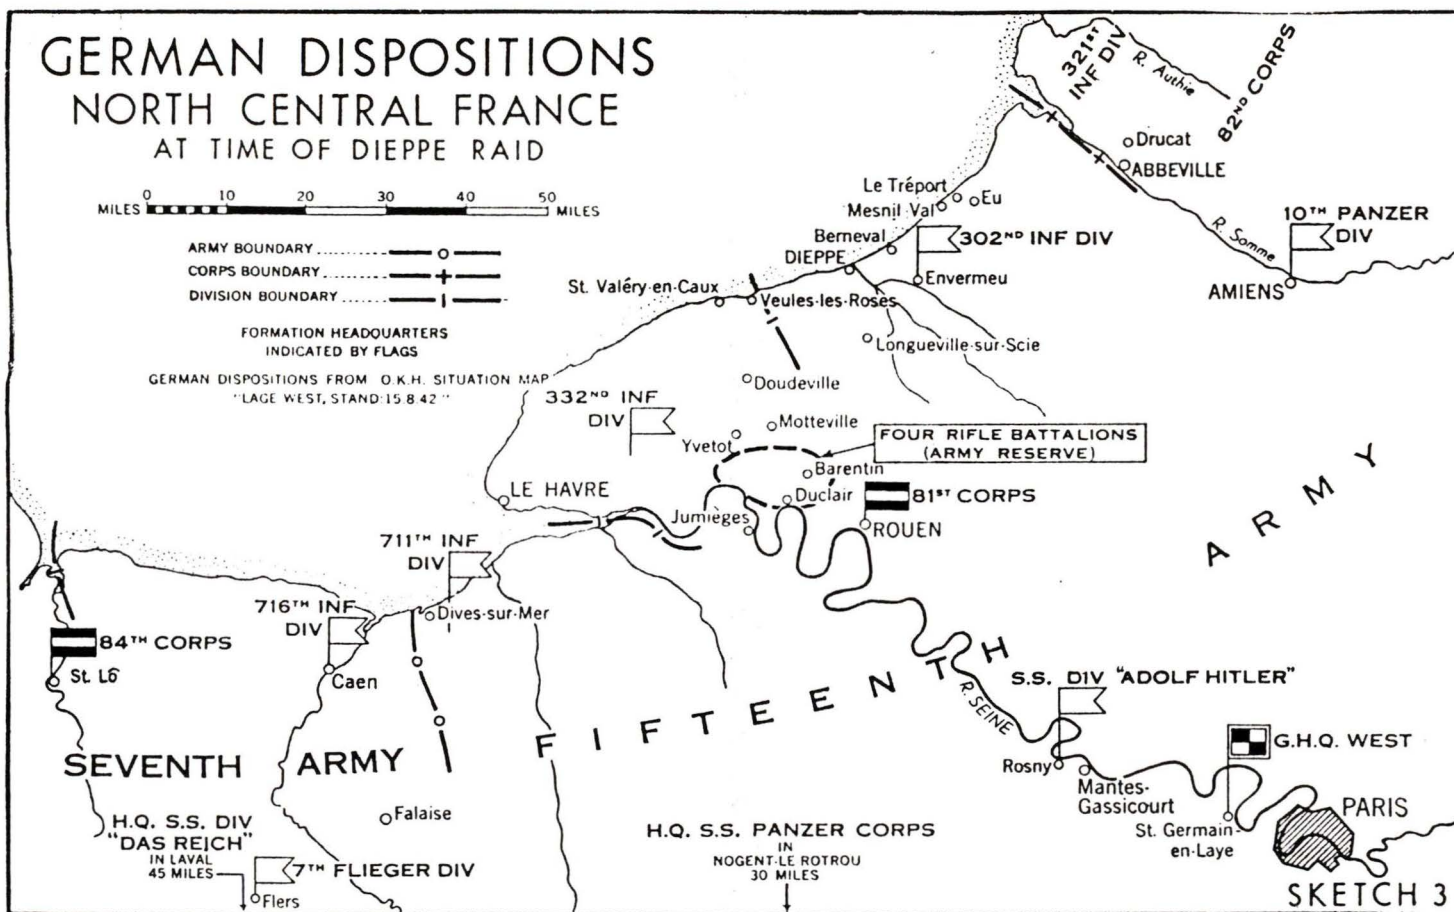 GERMAN DISPOSITIONS
NORTH CENTRAL FRANCE
AT TIME OF DIEPPE RAID
0 10 20 30 40 50
MILES MILES
ARMY BOUNDARY
CORPS BOUNDARY
DIVISION BOUNDARY
FORMATION HEADQUARTERS
INDICATED BY FLAGS
GERMAN DISPOSITIONS FROM O.K.H. SITUATION MAP
"LAGE WEST, STAND:15.8.42"
321ST
INF DIV
R. Authie
82ND CORPS
Drucat
ABBEVILLE
Le Tréport
Eu
Mesnil Val
R. Somme
10TH PANZER
DIV
AMIENS
Berneval
302ND INF DIV
DIEPPE
Envermeu
St. Valéry-en-Caux
Veules-les-Roses
Longueville-sur-Scie
Doudeville
332ND INF
DIV
Motteville
Yvetot
FOUR RIFLE BATTALIONS
(ARMY RESERVE)
Barentin
LE HAVRE
Duclair
81ST CORPS
Jumièges
ROUEN
ARMY
711TH INF
DIV
716TH INF
DIV
Dives-sur-Mer
84TH CORPS
St. Lô
Caen
FIFTEENTH
R. SEINE
S.S. DIV "ADOLF HITLER"
G.H.Q. WEST
SEVENTH ARMY
Rosny
Mantes-
Gassicourt
PARIS
St. Germain-
en-Laye
Falaise
H.Q. S.S. DIV
"DAS REICH"
IN LAVAL
45 MILES
H.Q. S.S. PANZER CORPS
IN
NOGENT-LE ROTROU
30 MILES
7TH FLIEGER DIV
Flers
SKETCH 3